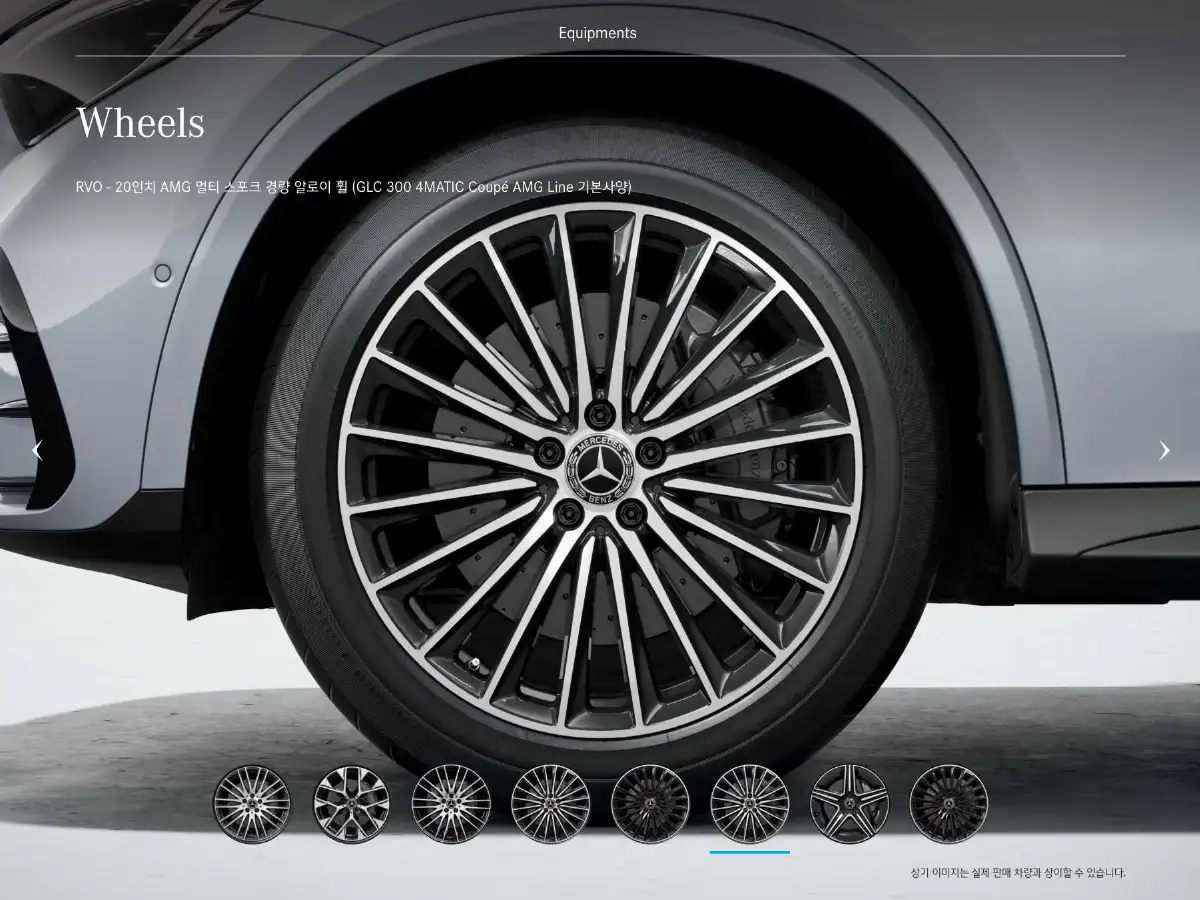 Equipments
Wheels
RVO - 20인치 AMG 멀티 스포크 경량 알로이 휠 (GLC 300 4MATIC Coupé AMG Line 기본사양)
MERCEDES
BENZ
상기 이미지는 실제 판매 차량과 상이할 수 있습니다.